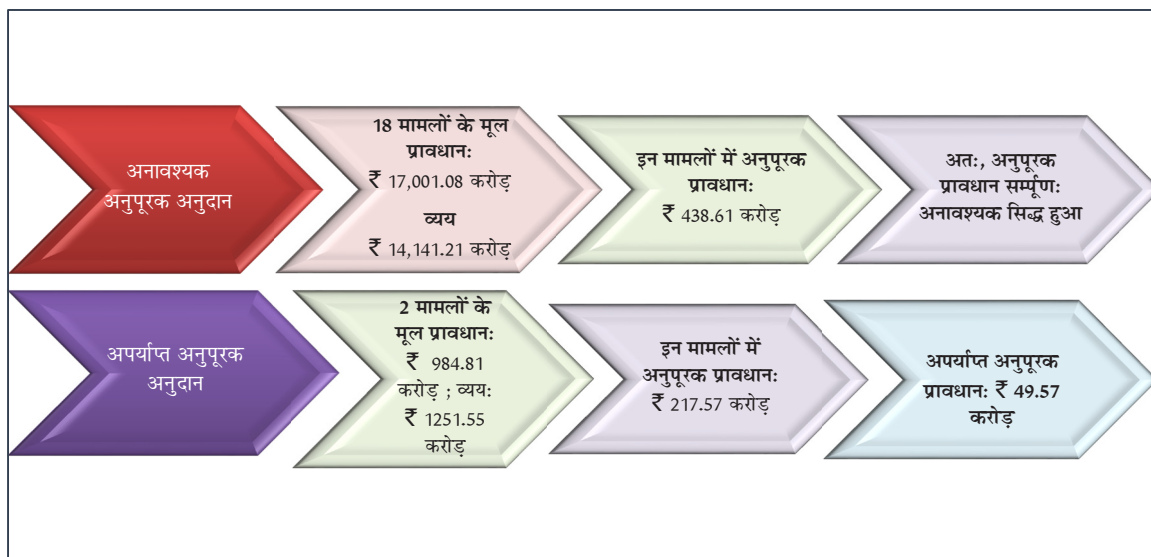 अनावश्यक
अनुपूरक अनुदान
18 मामलों के मूल
प्रावधानः
₹ 17,001.08 करोड़
व्यय
₹ 14,141.21 करोड़
इन मामलों में अनुपूरक
प्रावधानः
₹ 438.61 करोड़
अतः, अनुपूरक
प्रावधान सर्म्पूणः
अनावश्यक सिद्ध हुआ
अपर्याप्त अनुपूरक
अनुदान
2 मामलों के
मूल प्रावधानः
₹ 984.81
करोड़ ; व्ययः
₹ 1251.55
करोड़
इन मामलों में
अनुपूरक प्रावधानः
₹ 217.57 करोड़
अपर्याप्त अनुपूरक
प्रावधानः ₹ 49.57
करोड़